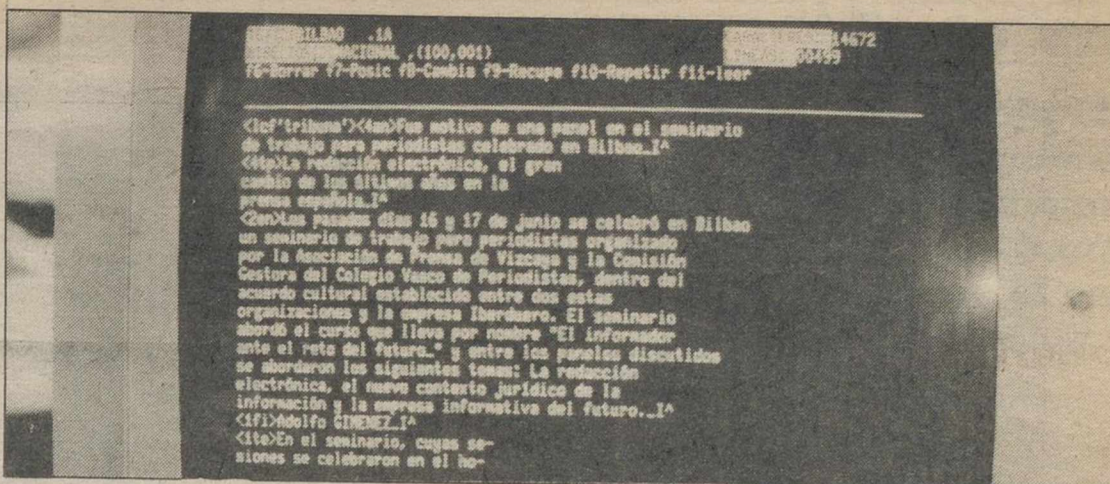 BILBAO .1A 14672
NACIONAL ,(100,001) 00499
f6-Borrar f7-Posic f8-Cambia f9-Recupe f10-Repetir f11-leer
<lcf'tribuna'><4an>Fue motivo de una panel en el seminario
de trabajo para periodistas celebrado en Bilbao_I^
<4tp>La redacción electrónica, el gran
cambio de los últimos años en la
prensa española_I^
<2en>Los pasados días 16 y 17 de junio se celebró en Bilbao
un seminario de trabajo para periodistas organizado
por la Asociación de Prensa de Vizcaya y la Comisión
Gestora del Colegio Vasco de Periodistas, dentro del
acuerdo cultural establecido entre dos estas
organizaciones y la empresa Iberduero. El seminario
abordó el curso que lleva por nombre "El informador
ante el reto del futuro." y entre los paneles discutidos
se abordaron los siguientes temas: La redacción
electrónica, el nuevo contexto jurídico de la
información y la empresa informativa del futuro._I^
<ifi>Adolfo GIMENEZ_I^
<ite>En el seminario, cuyas se-
siones se celebraron en el ho-